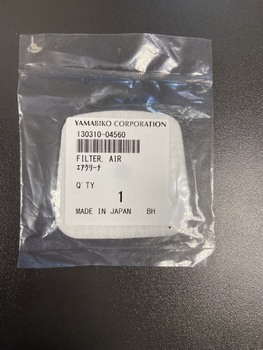 YAMABIKO CORPORATION
130310-04560
FILTER, AIR
エアクリーナ
Q'TY
1
MADE IN JAPAN BH